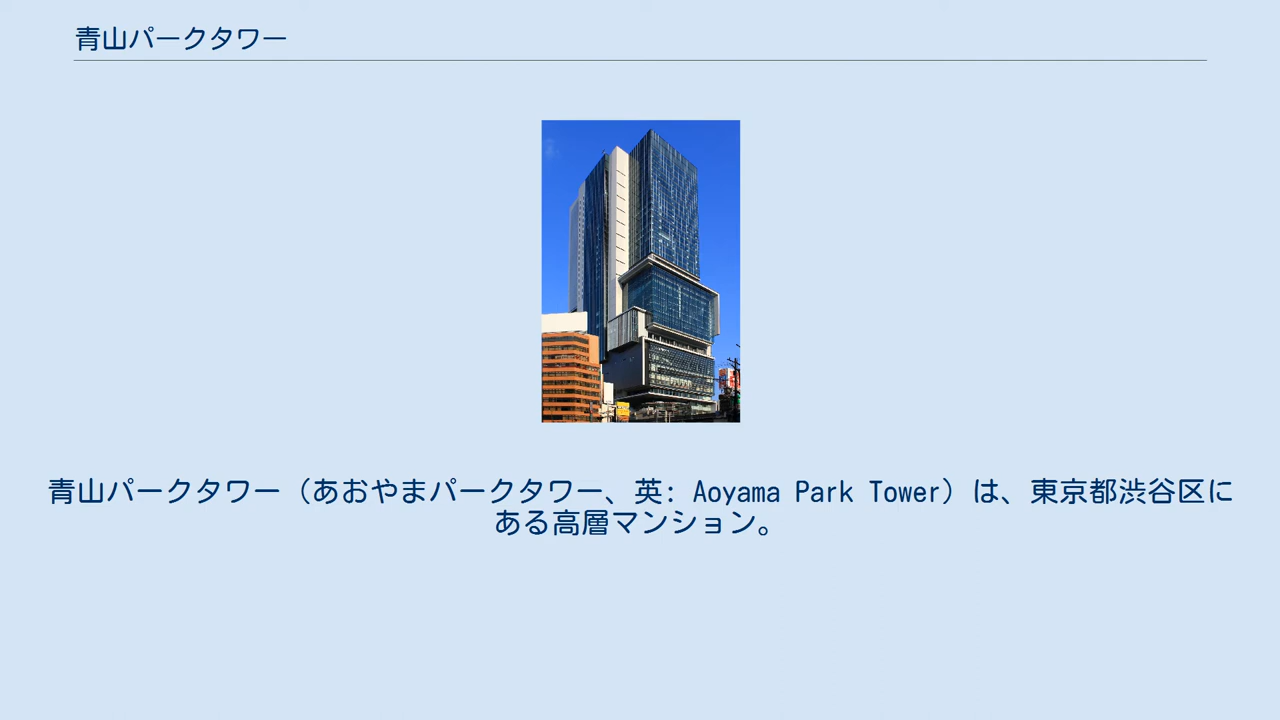 青山パークタワー
青山パークタワー（あおやまパークタワー、英: Aoyama Park Tower）は、東京都渋谷区に
ある高層マンション。